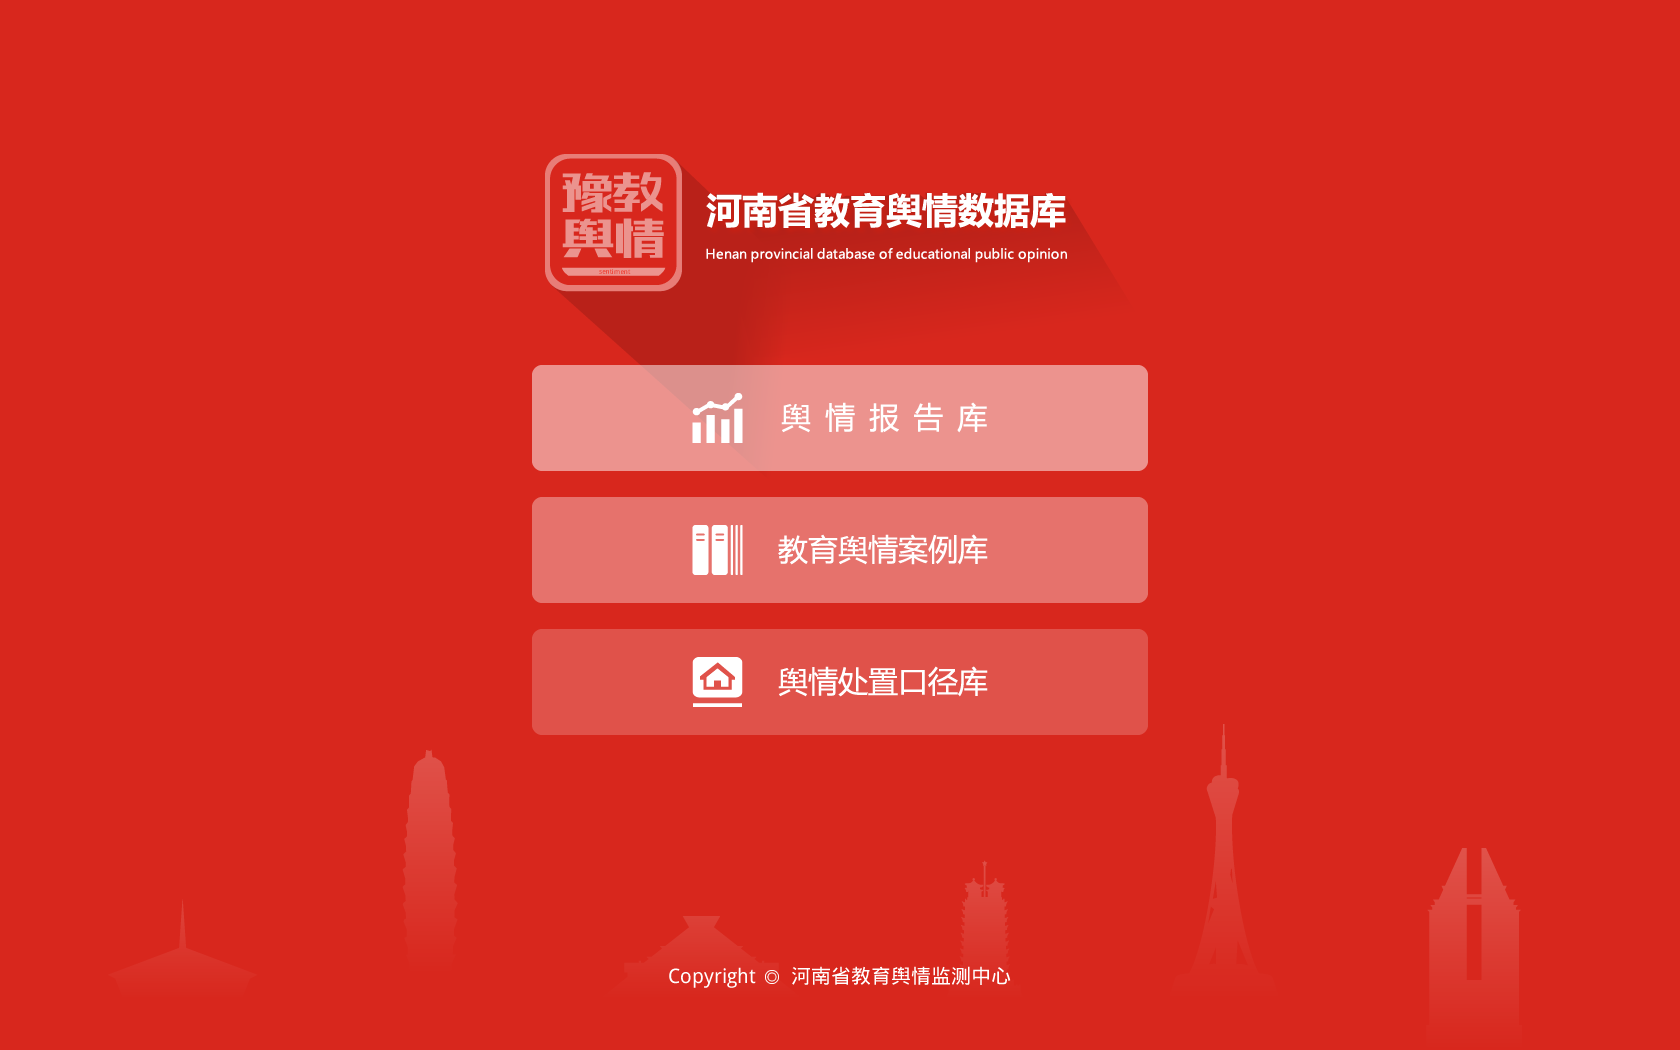 豫教
舆情
sentiment
河南省教育舆情数据库
Henan provincial database of educational public opinion
舆情报告库
教育舆情案例库
舆情处置口径库
Copyright © 河南省教育舆情监测中心